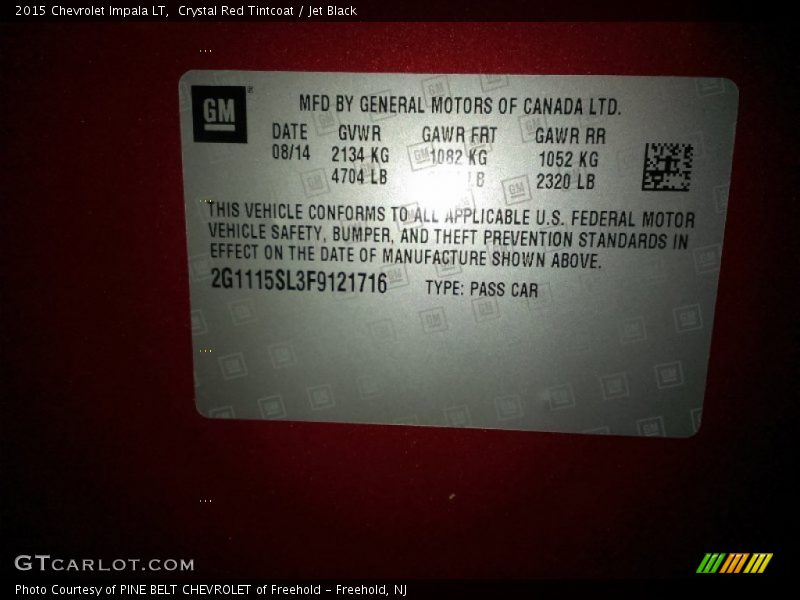 2015 Chevrolet Impala LT,  Crystal Red Tintcoat / Jet Black
GM
MFD BY GENERAL MOTORS OF CANADA LTD.
DATE GVWR GAWR FRT GAWR RR
08/14 2134 KG 1082 KG 1052 KG
4704 LB LB 2320 LB
THIS VEHICLE CONFORMS TO ALL APPLICABLE U.S. FEDERAL MOTOR
VEHICLE SAFETY, BUMPER, AND THEFT PREVENTION STANDARDS IN
EFFECT ON THE DATE OF MANUFACTURE SHOWN ABOVE.
2G1115SL3F9121716 TYPE: PASS CAR
GTCARLOT.COM
Photo Courtesy of PINE BELT CHEVROLET of Freehold - Freehold, NJ